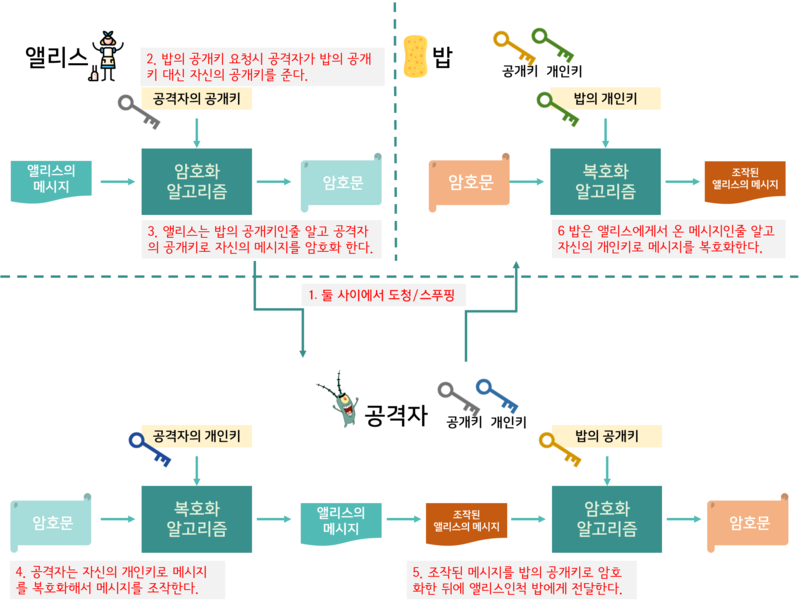 앨리스
2. 밥의 공개키 요청시 공격자가 밥의 공개
키 대신 자신의 공개키를 준다.
공격자의 공개키
앨리스의
메시지
암호화
알고리즘
암호문
3. 앨리스는 밥의 공개키인줄 알고 공격자
의 공개키로 자신의 메시지를 암호화 한다.
밥
공개키 개인키
밥의 개인키
암호문
복호화
알고리즘
조작된
앨리스의 메시지
6 밥은 앨리스에게서 온 메시지인줄 알고
자신의 개인키로 메시지를 복호화한다.
1. 둘 사이에서 도청/스푸핑
공격자
공개키 개인키
공격자의 개인키
암호문
복호화
알고리즘
앨리스의
메시지
조작된
앨리스의 메시지
밥의 공개키
암호화
알고리즘
암호문
4. 공격자는 자신의 개인키로 메시지
를 복호화해서 메시지를 조작한다.
5. 조작된 메시지를 밥의 공개키로 암호
화한 뒤에 앨리스인척 밥에게 전달한다.